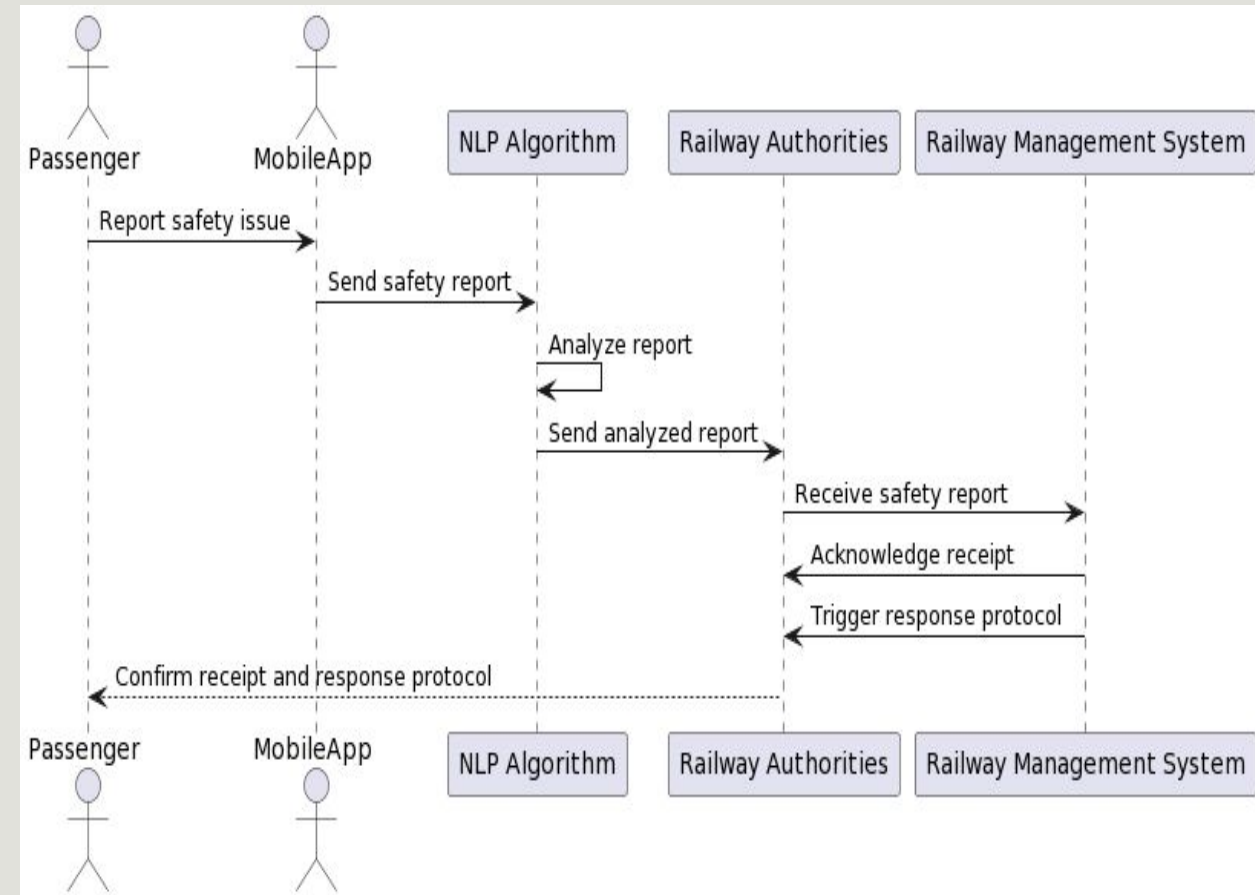 Passenger
MobileApp
NLP Algorithm
Railway Authorities
Railway Management System
Report safety issue
Send safety report
Analyze report
Send analyzed report
Receive safety report
Acknowledge receipt
Trigger response protocol
Confirm receipt and response protocol
Passenger
MobileApp
NLP Algorithm
Railway Authorities
Railway Management System